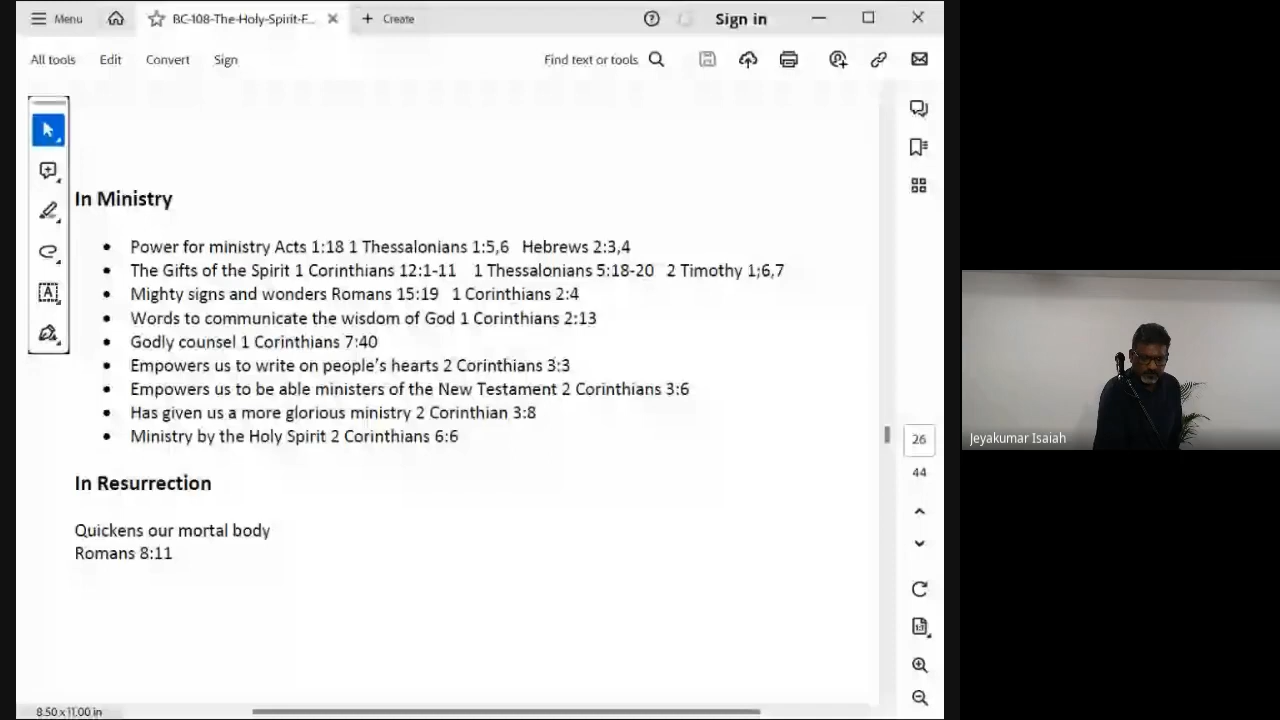 Menu
BC-108-The-Holy-Spirit-F...
Create
Sign in
All tools
Edit
Convert
Sign
Find text or tools
In Ministry
Power for ministry Acts 1:18 1 Thessalonians 1:5,6 Hebrews 2:3,4
The Gifts of the Spirit 1 Corinthians 12:1-11 1 Thessalonians 5:18-20 2 Timothy 1;6,7
Mighty signs and wonders Romans 15:19 1 Corinthians 2:4
Words to communicate the wisdom of God 1 Corinthians 2:13
Godly counsel 1 Corinthians 7:40
Empowers us to write on people’s hearts 2 Corinthians 3:3
Empowers us to be able ministers of the New Testament 2 Corinthians 3:6
Has given us a more glorious ministry 2 Corinthian 3:8
Ministry by the Holy Spirit 2 Corinthians 6:6
In Resurrection
Quickens our mortal body
Romans 8:11
26
44
8.50 x 11.00 in
Jeyakumar Isaiah